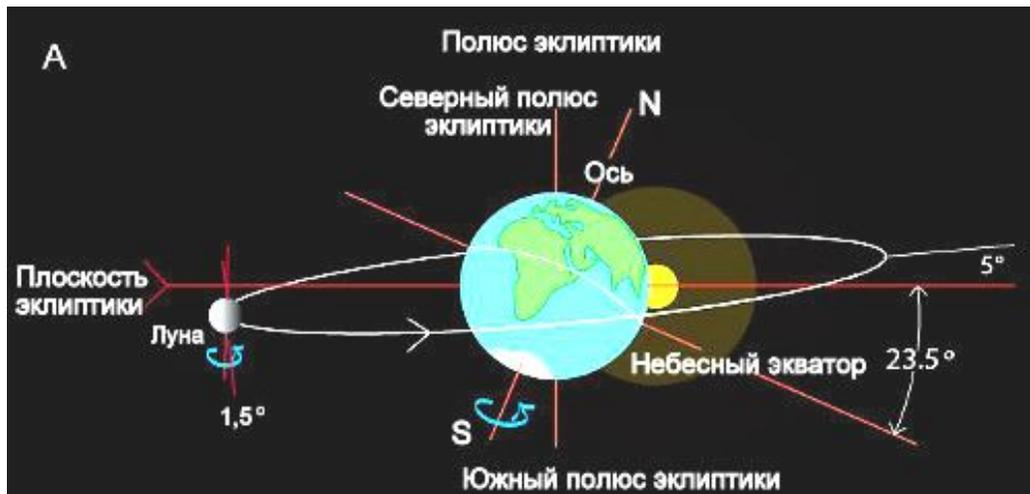 A
Полюс эклиптики
Северный полюс
эклиптики
N
Ось
Плоскость
эклиптики
5°
Луна
Небесный экватор
23.5°
1,5°
S
Южный полюс эклиптики